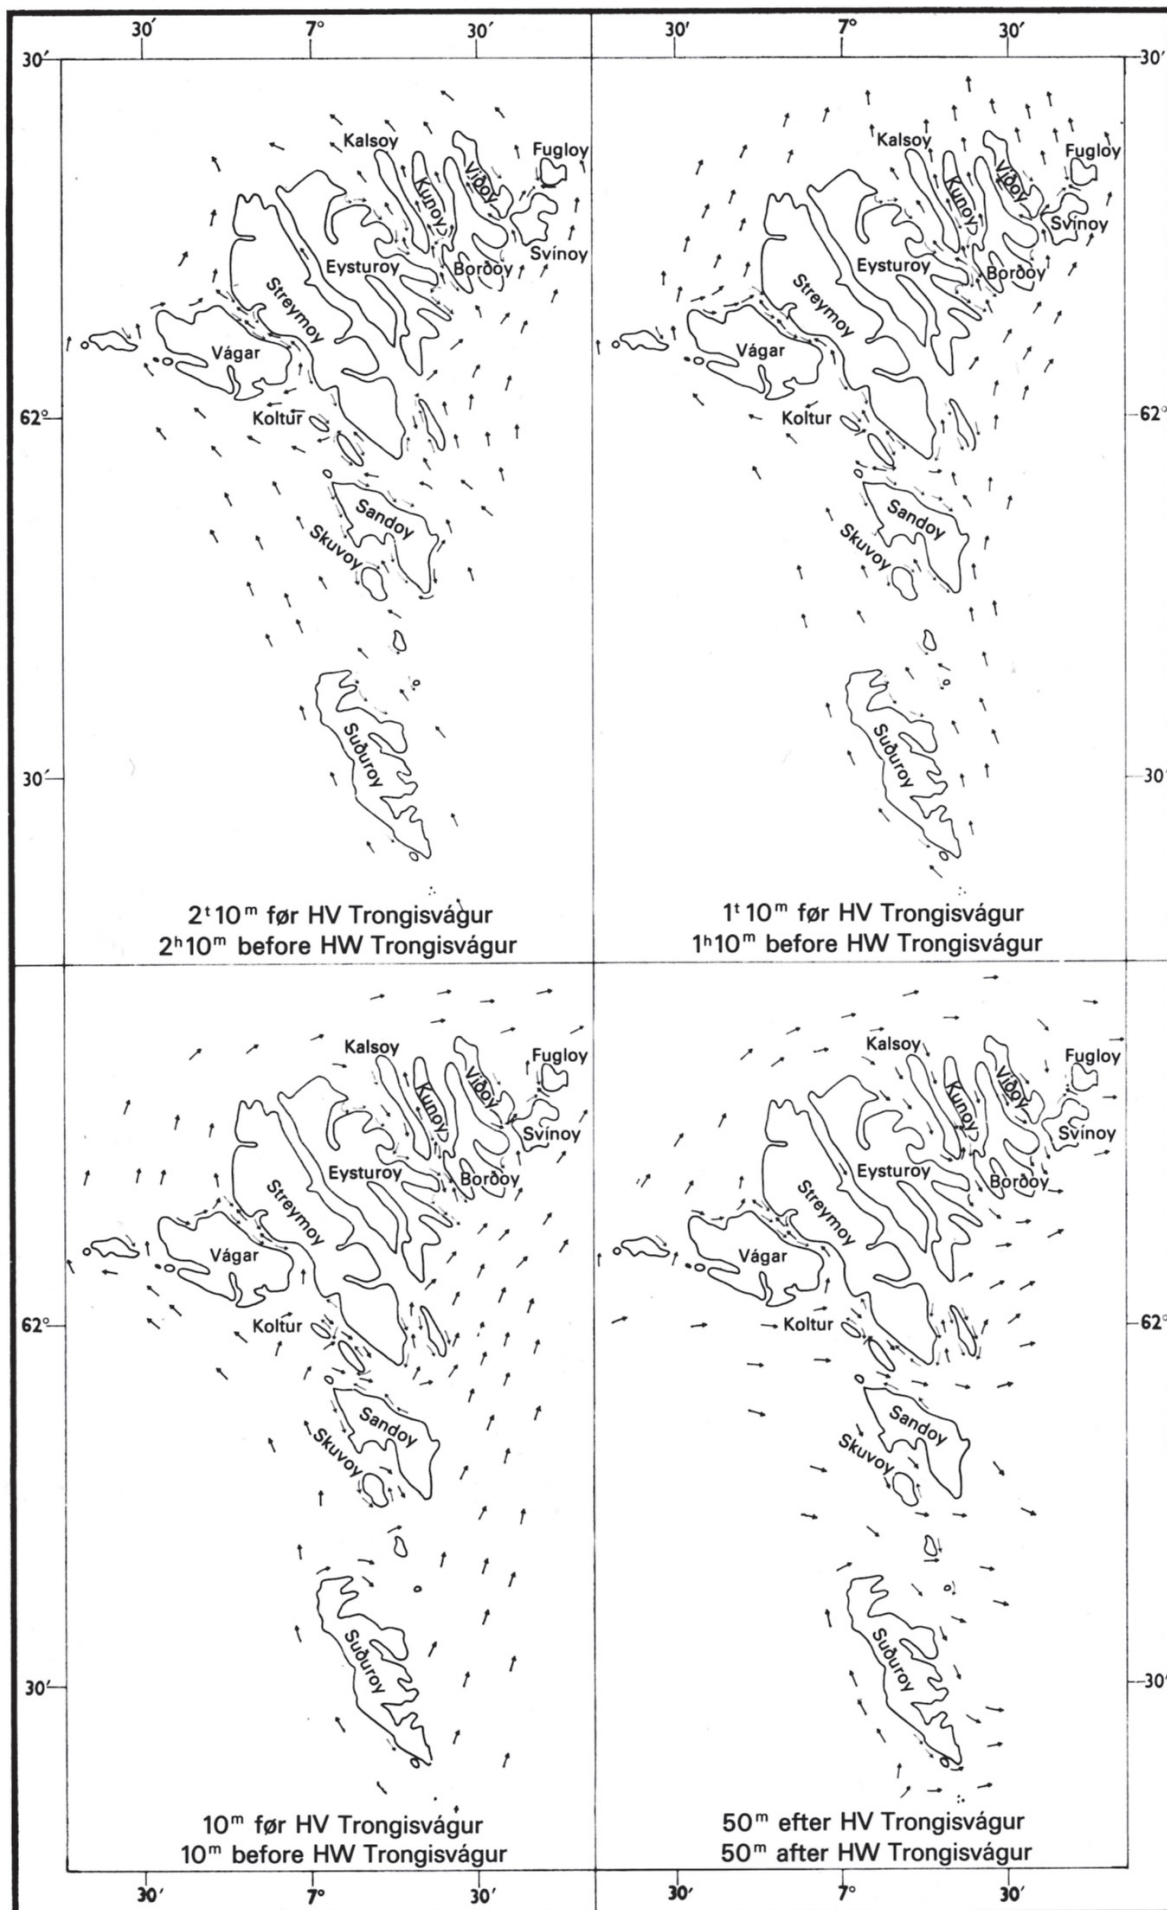 30′ 7° 30′ 30′ 7° 30′
30′ 30′
Kalsoy Kunoy Viðoy Fugloy
Svínoy
Eysturoy Borðoy
Streymoy
Vágar
Koltur
62°
Sandoy
Skuvoy
Suðuroy
30′
2ᵗ10ᵐ før HV Trongisvágur
2ʰ10ᵐ before HW Trongisvágur
Kalsoy Kunoy Viðoy Fugloy
Svínoy
Eysturoy Borðoy
Streymoy
Vágar
Koltur
62°
Sandoy
Skuvoy
Suðuroy
30′
1ᵗ10ᵐ før HV Trongisvágur
1ʰ10ᵐ before HW Trongisvágur
Kalsoy Kunoy Viðoy Fugloy
Svínoy
Eysturoy Borðoy
Streymoy
Vágar
Koltur
62°
Sandoy
Skuvoy
Suðuroy
30′
10ᵐ før HV Trongisvágur
10ᵐ before HW Trongisvágur
Kalsoy Kunoy Viðoy Fugloy
Svínoy
Eysturoy Borðoy
Streymoy
Vágar
Koltur
62°
Sandoy
Skuvoy
Suðuroy
30′
50ᵐ efter HV Trongisvágur
50ᵐ after HW Trongisvágur
30′ 7° 30′ 30′ 7° 30′